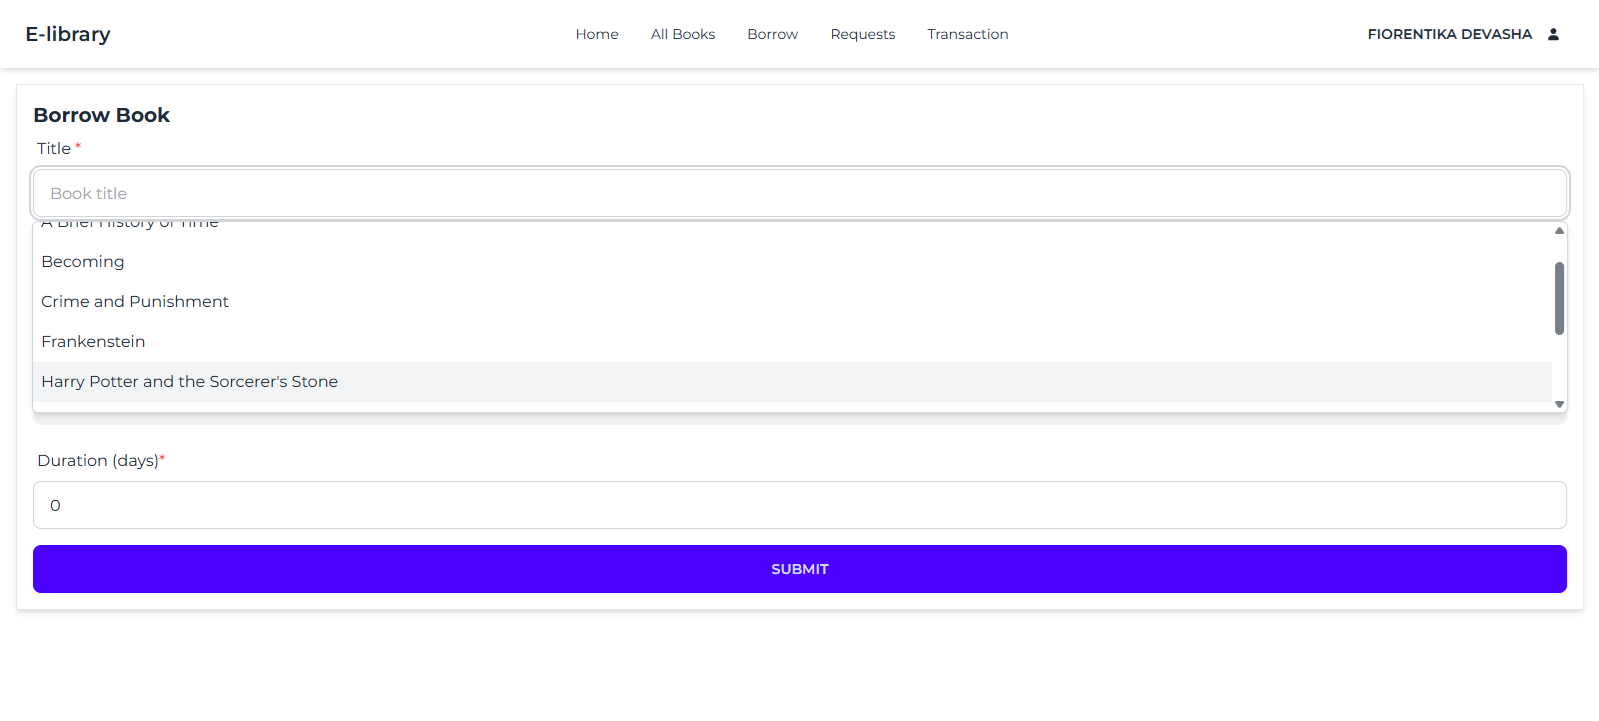 E-library
Home All Books Borrow Requests Transaction
FIORENTIKA DEVASHA
Borrow Book
Title *
Book title
A Brief History of Time
Becoming
Crime and Punishment
Frankenstein
Harry Potter and the Sorcerer's Stone
Duration (days)*
0
SUBMIT